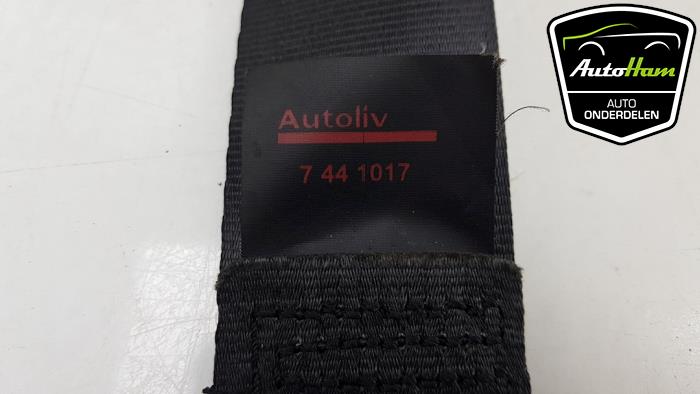 Autoliv
7 44 1017
AutoHam
AUTO
ONDERDELEN